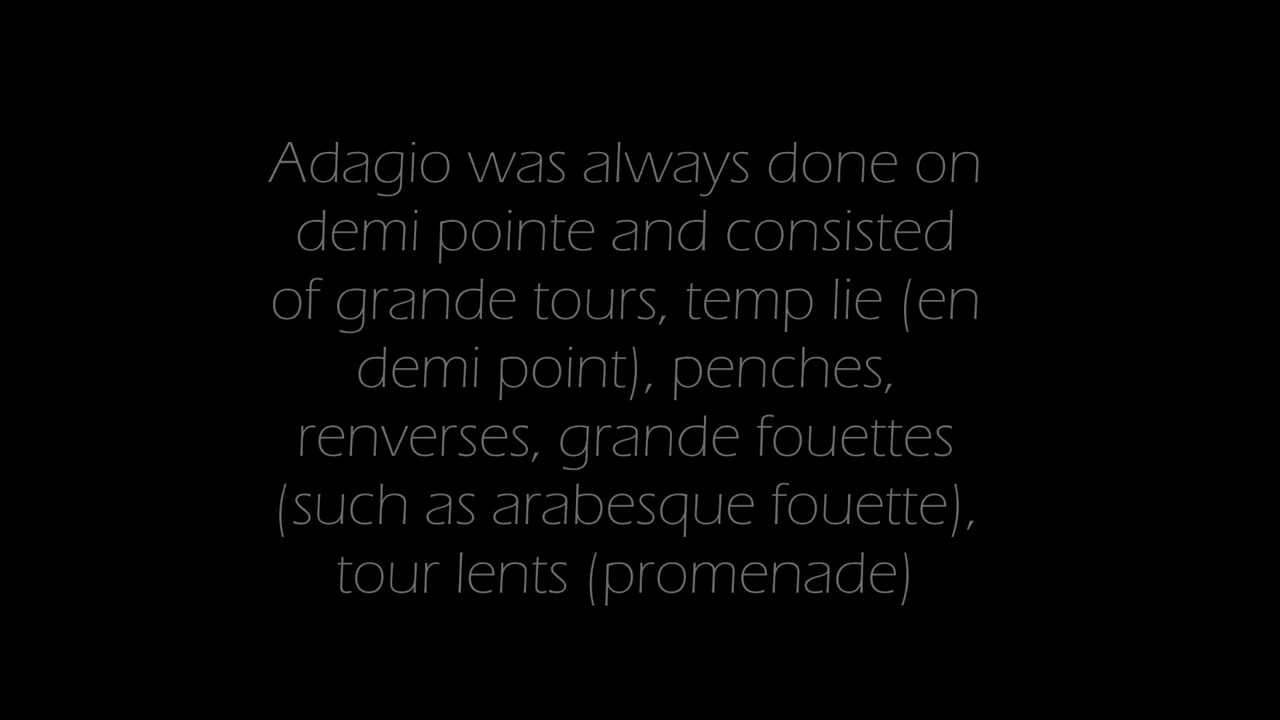 Adagio was always done on
demi pointe and consisted
of grande tours, temp lie (en
demi point), penches,
renverses, grande fouettes
(such as arabesque fouette),
tour lents (promenade)